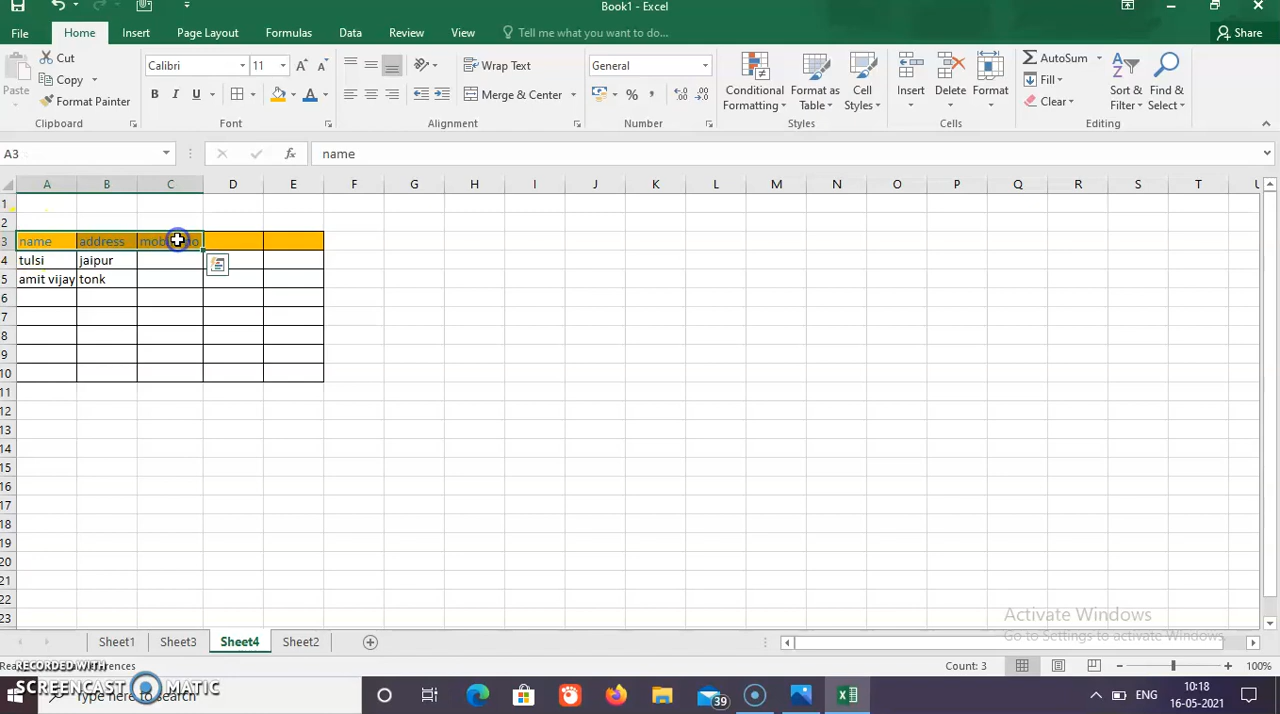 Book1 - Excel
File Home Insert Page Layout Formulas Data Review View Tell me what you want to do... Share
Cut
Copy
Format Painter
Paste
Calibri 11
B I U
Wrap Text
Merge & Center
General
Conditional Formatting
Format as Table
Cell Styles
Insert Delete Format
AutoSum
Fill
Clear
Sort & Filter
Find & Select
Clipboard Font Alignment Number Styles Cells Editing
A3 fx name
A B C D E F G H I J K L M N O P Q R S T U
1
2
3 name address
4 tulsi jaipur
5 amit vijay tonk
6
7
8
9
10
11
12
13
14
15
16
17
18
19
20
21
22
23
Activate Windows
Go to Settings to activate Windows.
Sheet1 Sheet3 Sheet4 Sheet2
Count: 3 100%
RECORDED WITH
SCREENCAST MATIC
Type here to search
39
ENG
10:18
16-05-2021